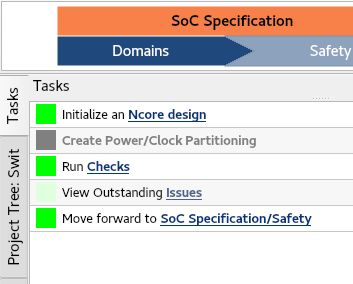 SoC Specification
Domains
Safety
Tasks
Tasks
Project Tree: Swit
Initialize an Ncore design
Create Power/Clock Partitioning
Run Checks
View Outstanding Issues
Move forward to SoC Specification/Safety